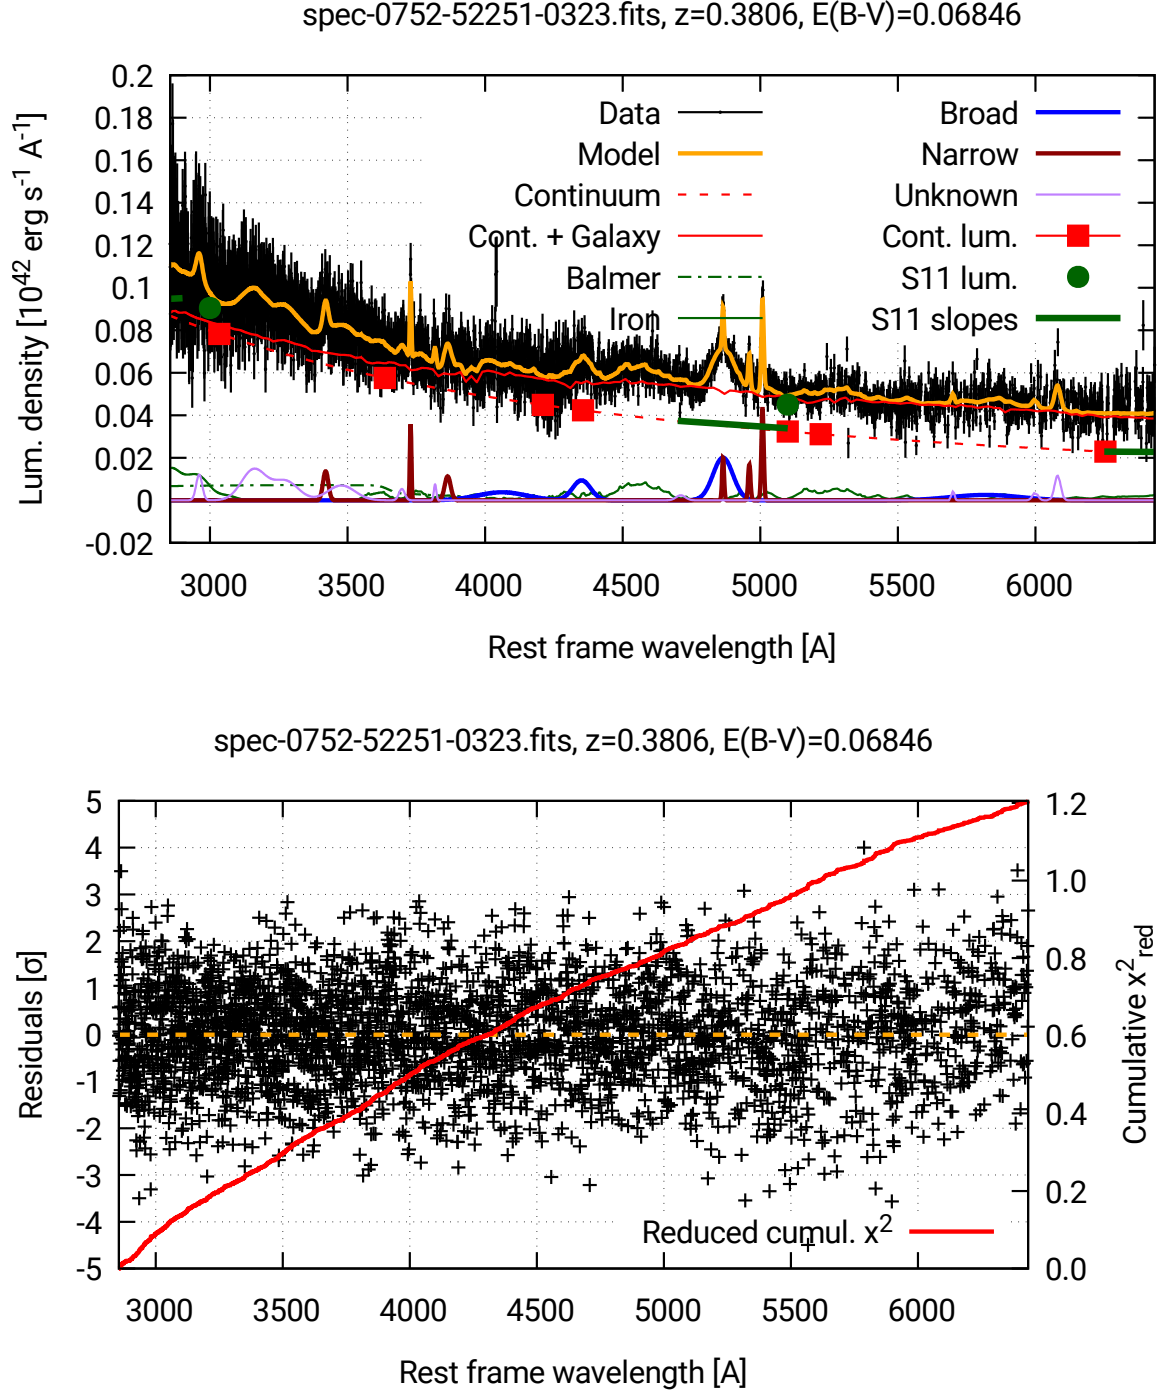 spec-0752-52251-0323.fits, z=0.3806, E(B-V)=0.06846
Lum. density [10^42 erg s^-1 A^-1]
0.2
0.18
0.16
0.14
0.12
0.1
0.08
0.06
0.04
0.02
0
-0.02
Data
Model
Continuum
Cont. + Galaxy
Balmer
Iron
Broad
Narrow
Unknown
Cont. lum.
S11 lum.
S11 slopes
3000 3500 4000 4500 5000 5500 6000
Rest frame wavelength [A]
spec-0752-52251-0323.fits, z=0.3806, E(B-V)=0.06846
Residuals [σ]
5
4
3
2
1
0
-1
-2
-3
-4
-5
Reduced cumul. x^2
1.2
1.0
0.8
0.6
0.4
0.2
0.0
Cumulative x^2_red
3000 3500 4000 4500 5000 5500 6000
Rest frame wavelength [A]